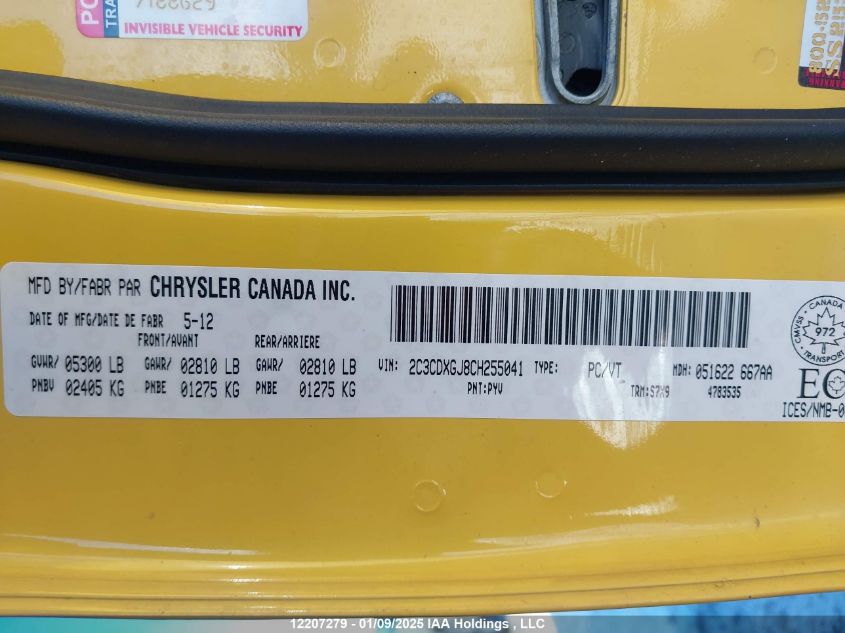 INVISIBLE VEHICLE SECURITY
MFD BY/FABR PAR CHRYSLER CANADA INC.
DATE OF MFG/DATE DE FABR 5-12
FRONT/AVANT REAR/ARRIERE
GVWR/ 05300 LB GAWR/ 02810 LB GAWR/ 02810 LB
PNBV 02405 KG PNBE 01275 KG PNBE 01275 KG
VIN: 2C3CDXGJ8CH255041 TYPE: PC/VT MDH: 051622 667AA
PNT: PYV TRM: S7X9 4783535
CANADA
CMVSS
972
TRANSPORT
EC
ICES/NMB-0
12207279 - 01/09/2025 IAA Holdings , LLC